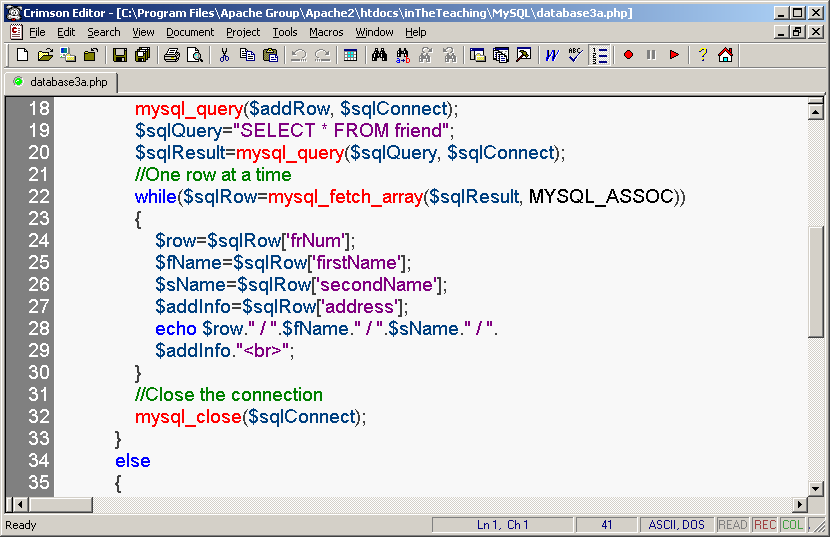 Crimson Editor - [C:\Program Files\Apache Group\Apache2\htdocs\inTheTeaching\MySQL\database3a.php]
File Edit Search View Document Project Tools Macros Window Help
database3a.php
18 mysql_query($addRow, $sqlConnect);
19 $sqlQuery="SELECT * FROM friend";
20 $sqlResult=mysql_query($sqlQuery, $sqlConnect);
21 //One row at a time
22 while($sqlRow=mysql_fetch_array($sqlResult, MYSQL_ASSOC))
23 {
24 $row=$sqlRow['frNum'];
25 $fName=$sqlRow['firstName'];
26 $sName=$sqlRow['secondName'];
27 $addInfo=$sqlRow['address'];
28 echo $row." / ".$fName." / ".$sName." / ".
29 $addInfo."<br>";
30 }
31 //Close the connection
32 mysql_close($sqlConnect);
33 }
34 else
35 {
Ready Ln 1, Ch 1 41 ASCII, DOS READ REC COL